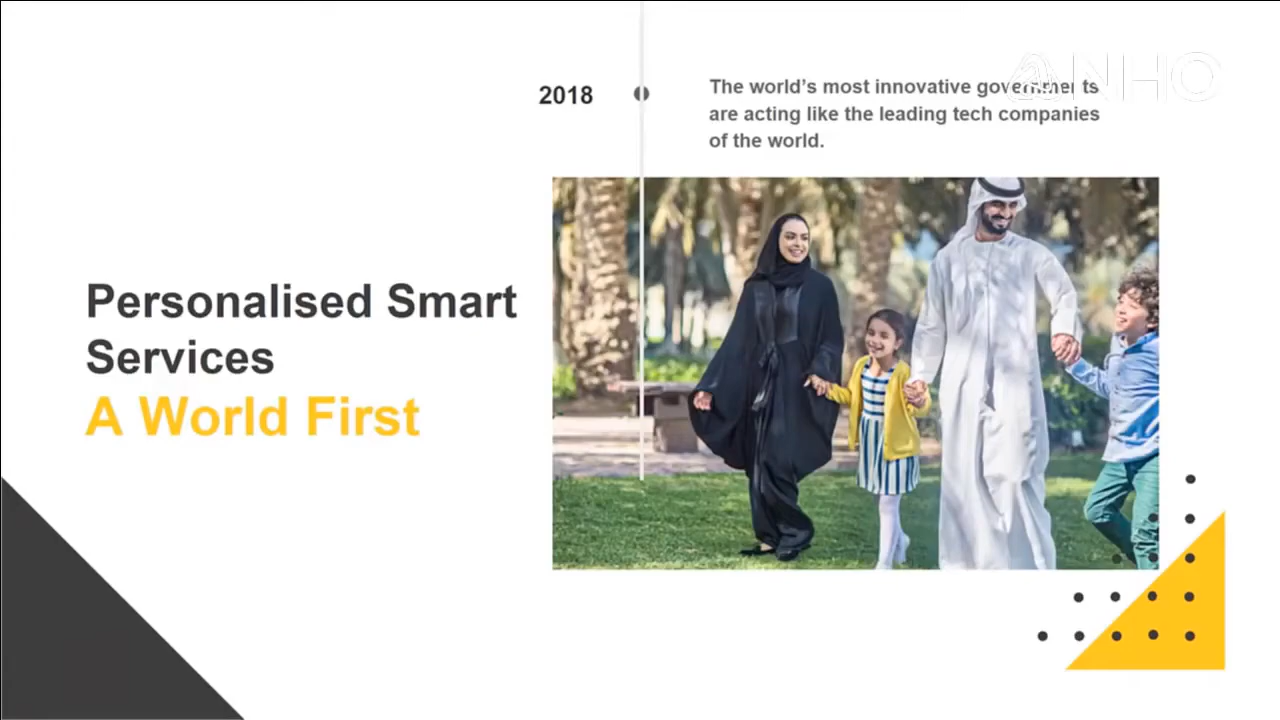 NHO
2018
The world's most innovative governments
are acting like the leading tech companies
of the world.
Personalised Smart
Services
A World First